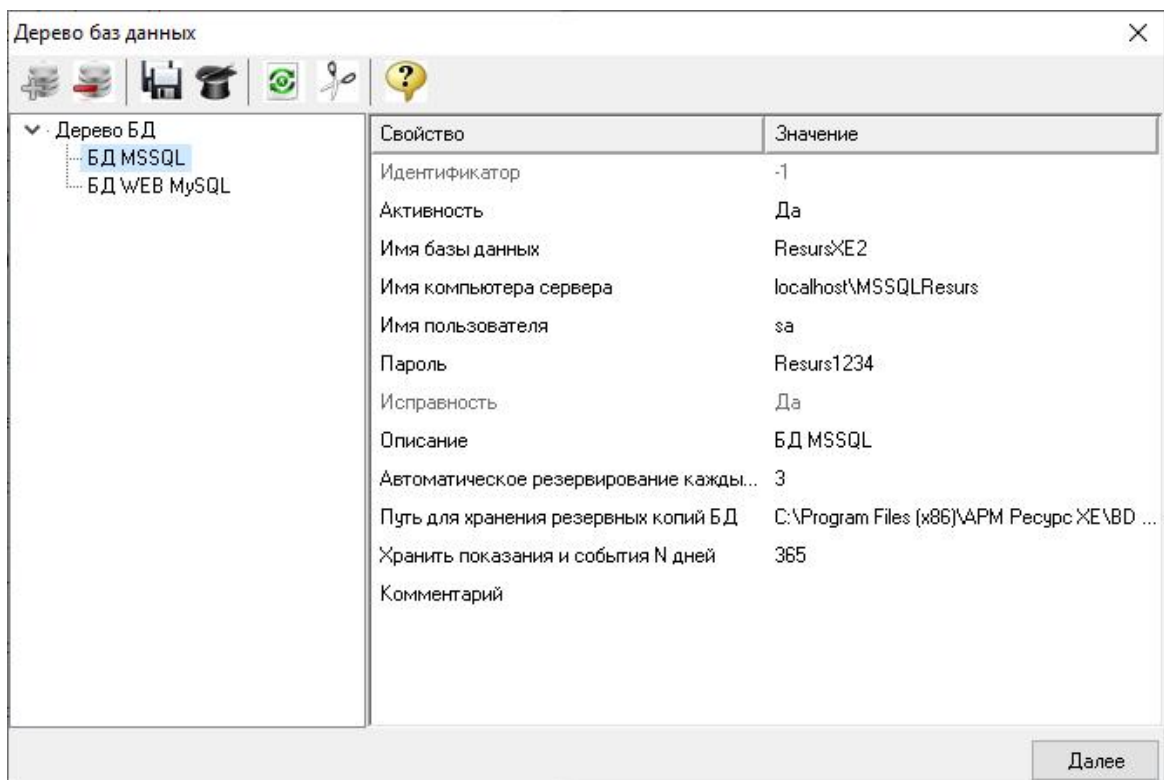 Дерево баз данных
Дерево БД
БД MSSQL
БД WEB MySQL
Свойство Значение
Идентификатор -1
Активность Да
Имя базы данных ResursXE2
Имя компьютера сервера localhost\MSSQLResurs
Имя пользователя sa
Пароль Resurs1234
Исправность Да
Описание БД MSSQL
Автоматическое резервирование кажды... 3
Путь для хранения резервных копий БД C:\Program Files (x86)\АРМ Ресурс XE\BD ...
Хранить показания и события N дней 365
Комментарий
Далее